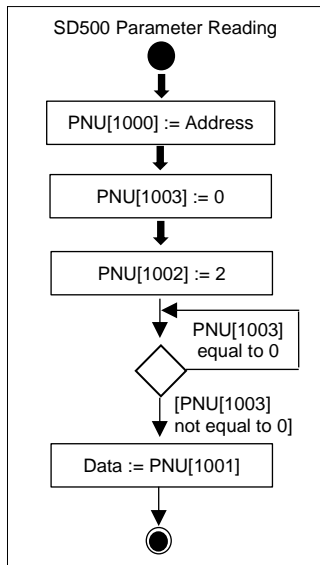 SD500 Parameter Reading
PNU[1000] := Address
PNU[1003] := 0
PNU[1002] := 2
PNU[1003]
equal to 0
[PNU[1003]
not equal to 0]
Data := PNU[1001]